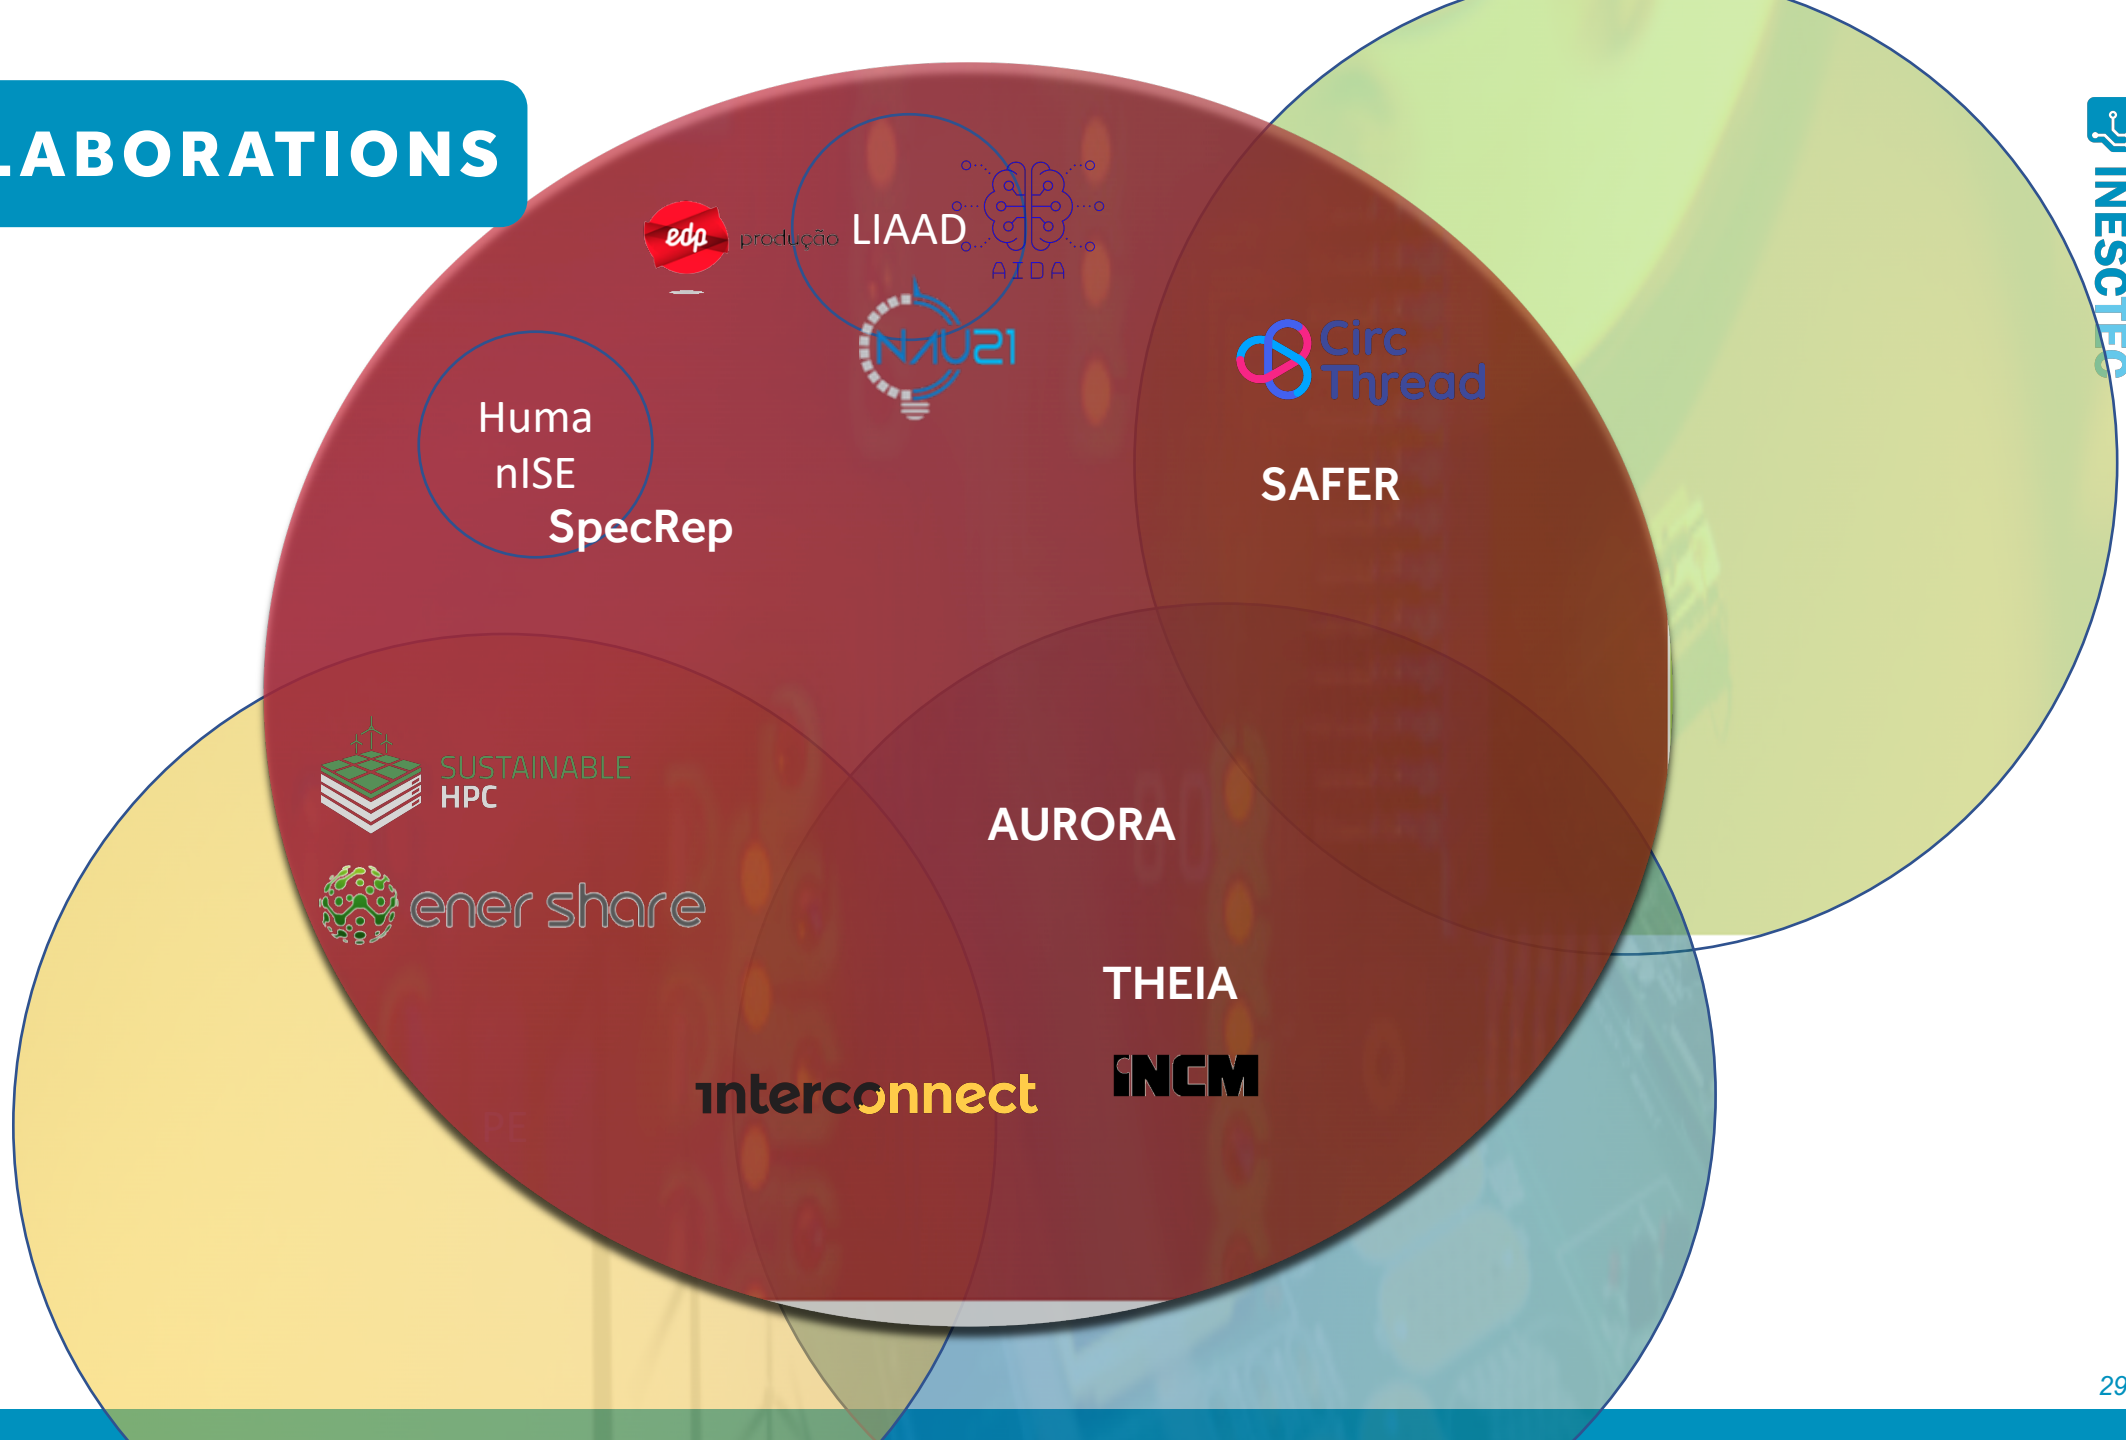 LABORATIONS
edp produção
LIAAD
AIDA
NAU21
Huma
nISE
SpecRep
Circ
Thread
SAFER
SUSTAINABLE
HPC
ener share
AURORA
THEIA
interconnect
INCM
INESCTEC
29